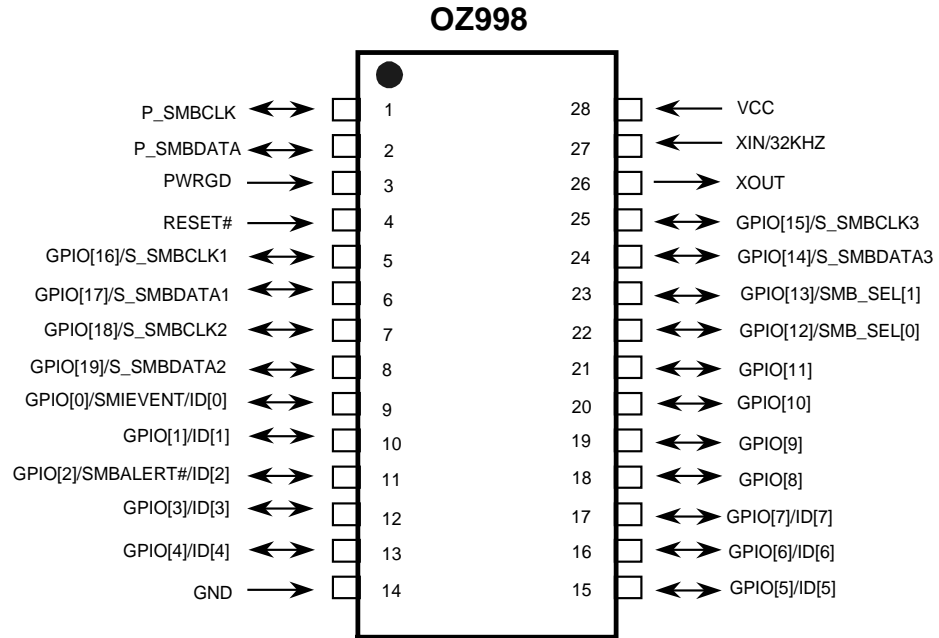 OZ998
P_SMBCLK 1 28 VCC
P_SMBDATA 2 27 XIN/32KHZ
PWRGD 3 26 XOUT
RESET# 4 25 GPIO[15]/S_SMBCLK3
GPIO[16]/S_SMBCLK1 5 24 GPIO[14]/S_SMBDATA3
GPIO[17]/S_SMBDATA1 6 23 GPIO[13]/SMB_SEL[1]
GPIO[18]/S_SMBCLK2 7 22 GPIO[12]/SMB_SEL[0]
GPIO[19]/S_SMBDATA2 8 21 GPIO[11]
GPIO[0]/SMIEVENT/ID[0] 9 20 GPIO[10]
GPIO[1]/ID[1] 10 19 GPIO[9]
GPIO[2]/SMBALERT#/ID[2] 11 18 GPIO[8]
GPIO[3]/ID[3] 12 17 GPIO[7]/ID[7]
GPIO[4]/ID[4] 13 16 GPIO[6]/ID[6]
GND 14 15 GPIO[5]/ID[5]